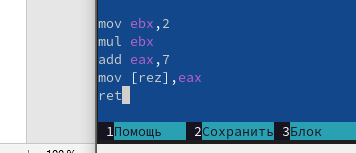 mov ebx,2
mul ebx
add eax,7
mov [rez],eax
ret
1Помощь 2Сохранить 3Блок